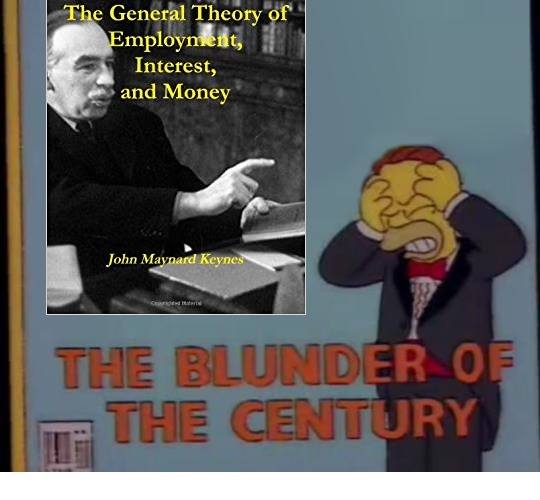 The General Theory of
Employment,
Interest,
and Money
John Maynard Keynes
Copyrighted Material
THE BLUNDER OF
THE CENTURY